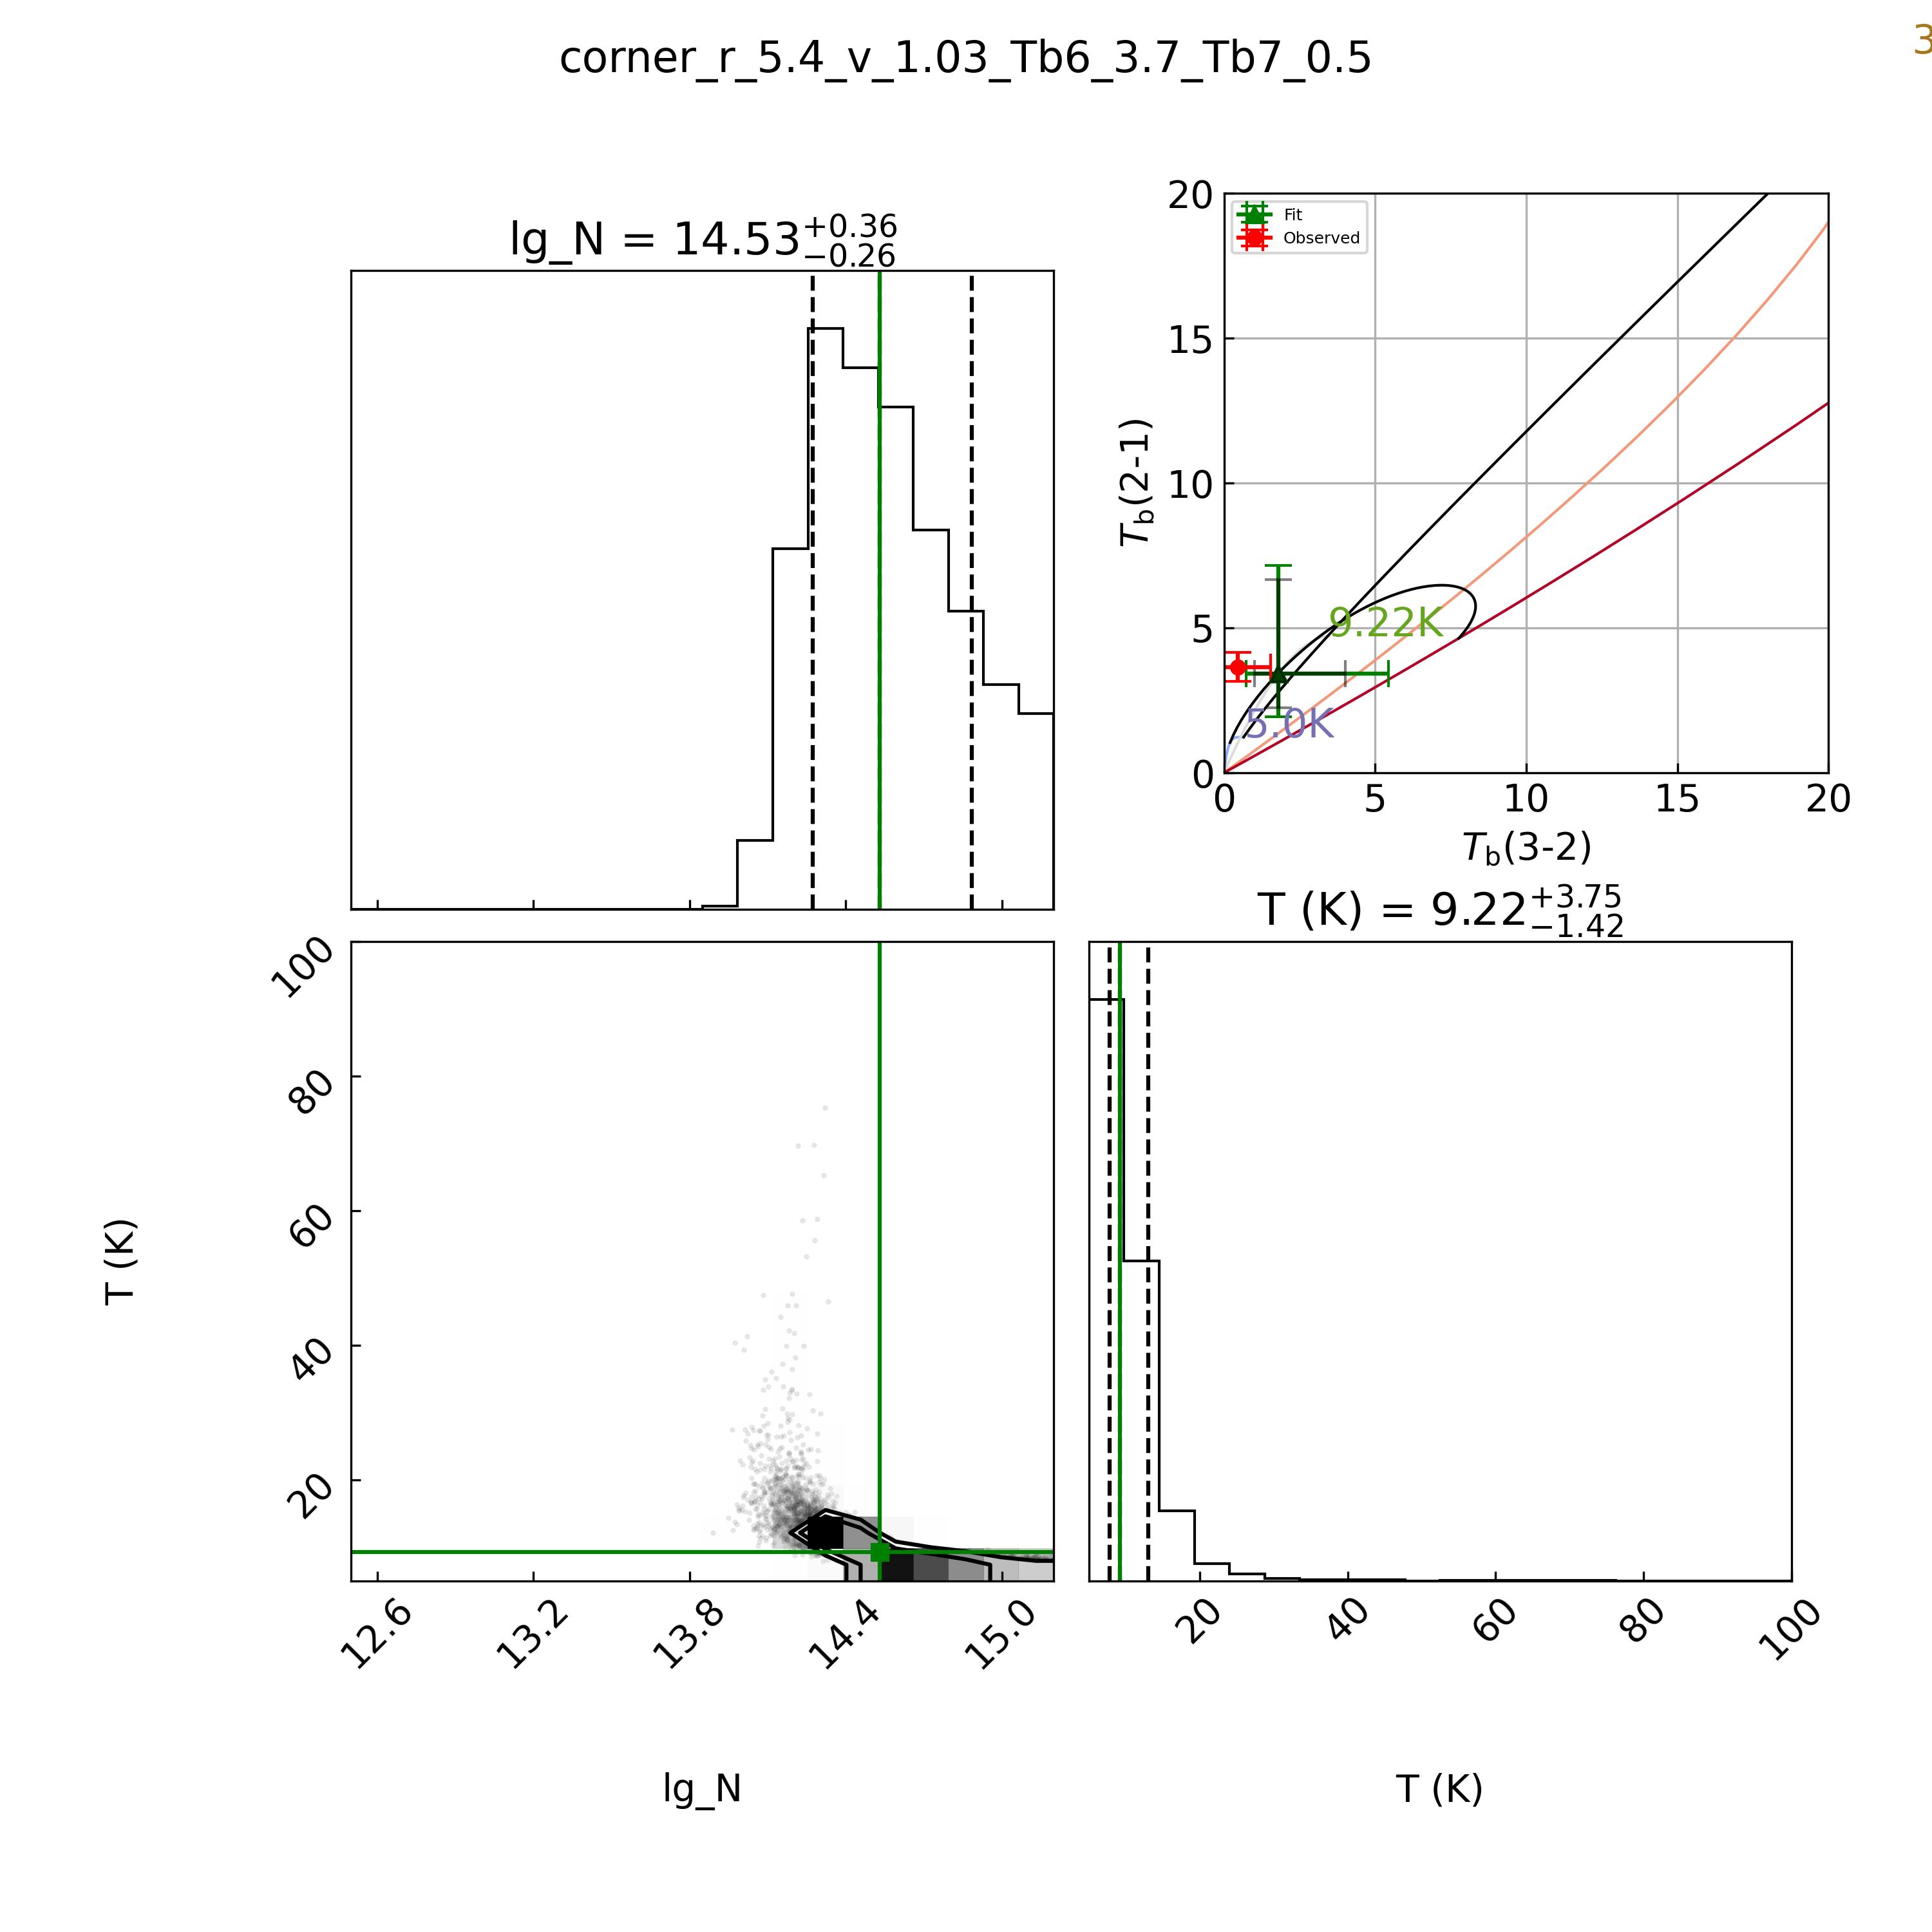 corner_r_5.4_v_1.03_Tb6_3.7_Tb7_0.5
3
lg_N = 14.53+0.36−0.26
20
15
10
5
0
Tb(2-1)
Fit
Observed
9.22K
5.0K
0 5 10 15 20
Tb(3-2)
T (K) = 9.22+3.75−1.42
100
80
60
40
20
T (K)
12.6 13.2 13.8 14.4 15.0
20 40 60 80 100
lg_N
T (K)